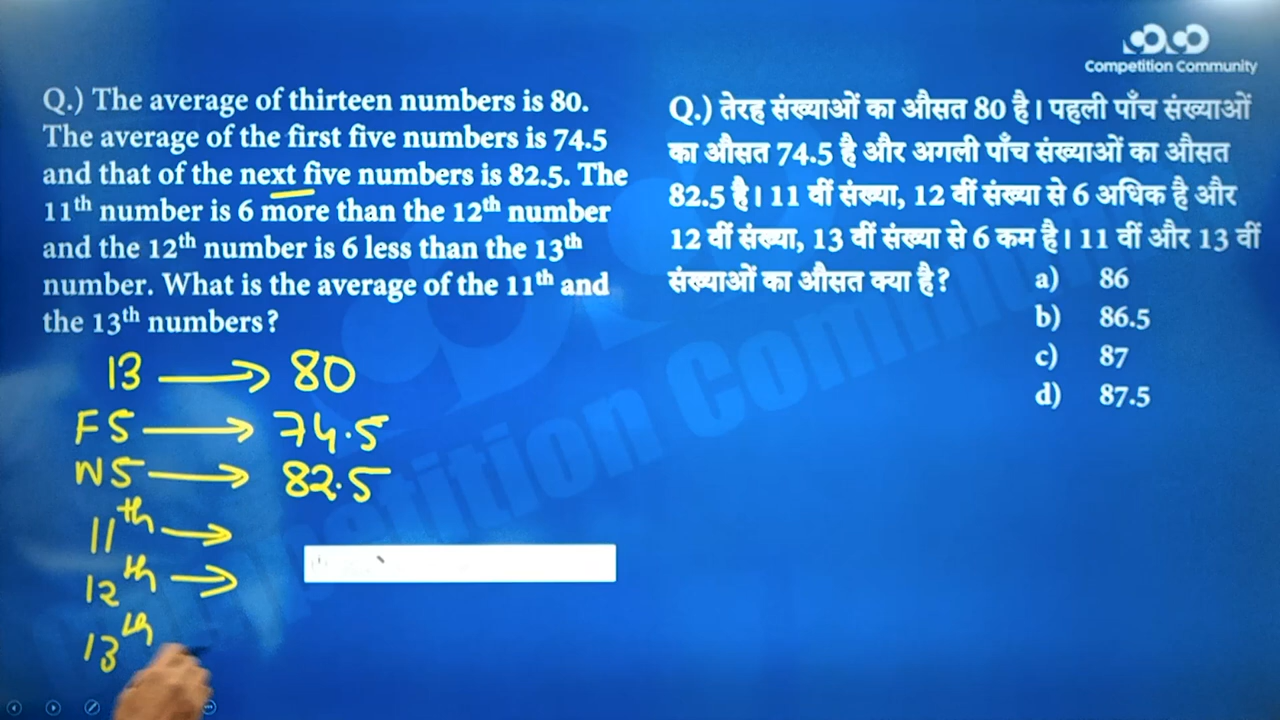 Competition Community
Q.) The average of thirteen numbers is 80.
The average of the first five numbers is 74.5
and that of the next five numbers is 82.5. The
11th number is 6 more than the 12th number
and the 12th number is 6 less than the 13th
number. What is the average of the 11th and
the 13th numbers?
Q.) तेरह संख्याओं का औसत 80 है। पहली पाँच संख्याओं
का औसत 74.5 है और अगली पाँच संख्याओं का औसत
82.5 है। 11 वीं संख्या, 12 वीं संख्या से 6 अधिक है और
12 वीं संख्या, 13 वीं संख्या से 6 कम है। 11 वीं और 13 वीं
संख्याओं का औसत क्या है?
a) 86
b) 86.5
c) 87
d) 87.5
13 → 80
F5 → 74.5
N5 → 82.5
11th →
12th →
13th
Competition Community